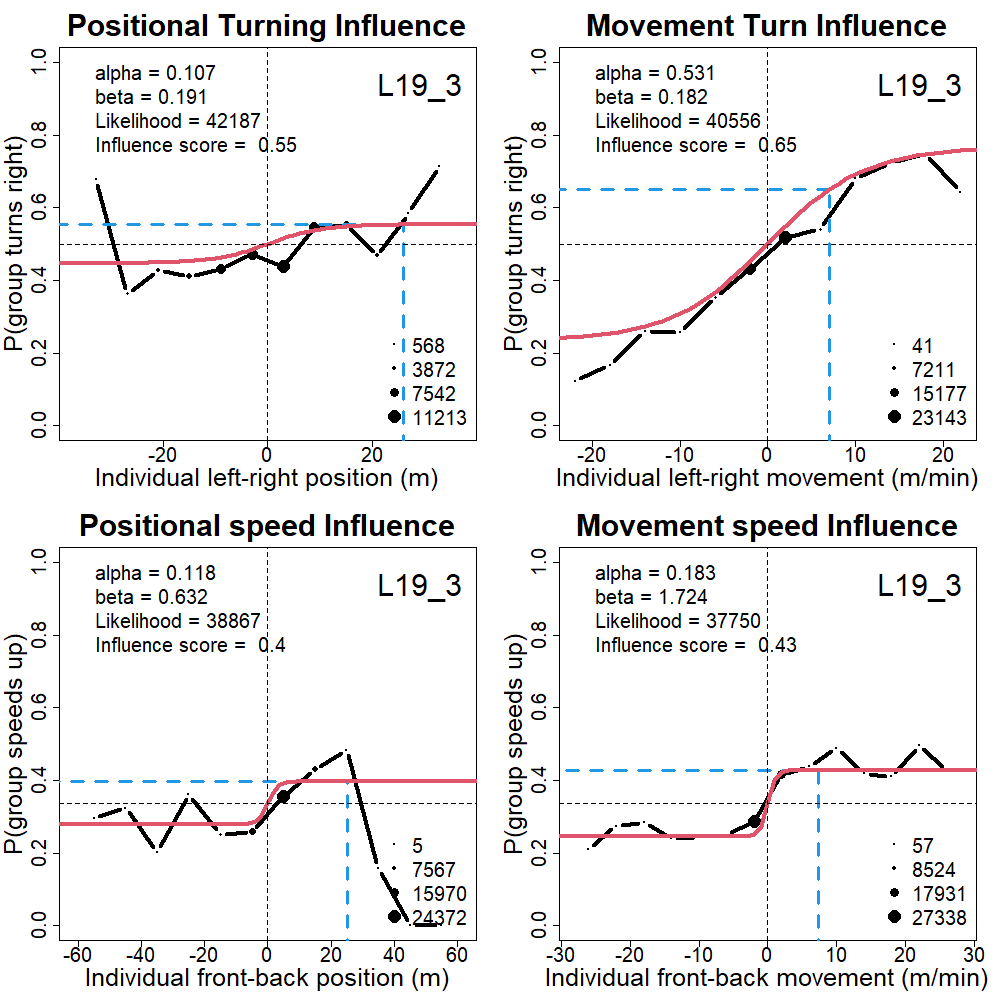 Positional Turning Influence
P(group turns right)
1.0
0.8
0.6
0.4
0.2
0.0
alpha = 0.107
beta = 0.191
Likelihood = 42187
Influence score =  0.55
L19_3
568
3872
7542
11213
-20
0
20
Individual left-right position (m)
Movement Turn Influence
P(group turns right)
1.0
0.8
0.6
0.4
0.2
0.0
alpha = 0.531
beta = 0.182
Likelihood = 40556
Influence score =  0.65
L19_3
41
7211
15177
23143
-20
-10
0
10
20
Individual left-right movement (m/min)
Positional speed Influence
P(group speeds up)
1.0
0.8
0.6
0.4
0.2
0.0
alpha = 0.118
beta = 0.632
Likelihood = 38867
Influence score =  0.4
L19_3
5
7567
15970
24372
-60
-40
-20
0
20
40
60
Individual front-back position (m)
Movement speed Influence
P(group speeds up)
1.0
0.8
0.6
0.4
0.2
0.0
alpha = 0.183
beta = 1.724
Likelihood = 37750
Influence score =  0.43
L19_3
57
8524
17931
27338
-30
-20
-10
0
10
20
30
Individual front-back movement (m/min)